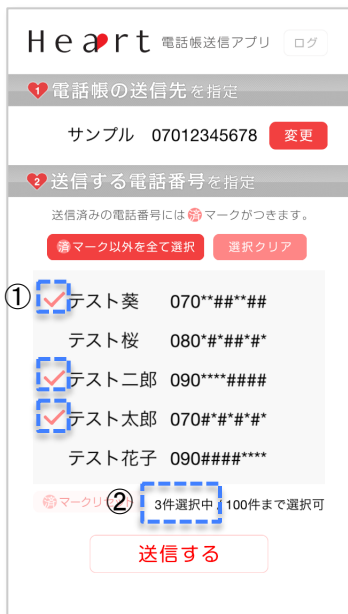 Heart 電話帳送信アプリ ログ
1 電話帳の送信先を指定
サンプル 07012345678 変更
2 送信する電話番号を指定
送信済みの電話番号には済マークがつきます。
済マーク以外を全て選択 選択クリア
① テスト葵 070**##**##
テスト桜 080*#*##*#*
テスト二郎 090****####
テスト太郎 070#*#*#*#*
テスト花子 090####****
済マークリセット ② 3件選択中 / 100件まで選択可
送信する